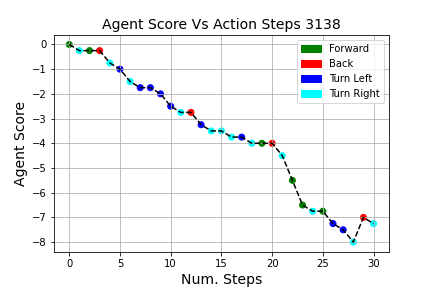 Agent Score Vs Action Steps 3138
Agent Score
0
−1
−2
−3
−4
−5
−6
−7
−8
Forward
Back
Turn Left
Turn Right
0 5 10 15 20 25 30
Num. Steps